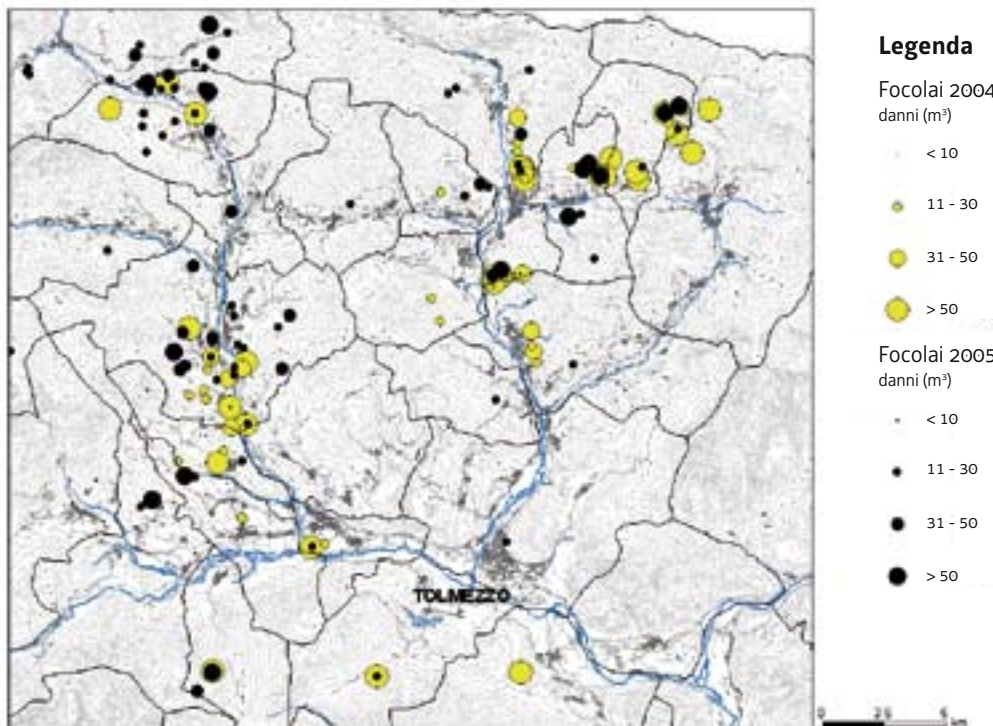 Legenda
Focolai 2004
danni (m³)
< 10
11 - 30
31 - 50
> 50
Focolai 2005
danni (m³)
< 10
11 - 30
31 - 50
> 50
TOLMEZZO
0 2.5 5 km